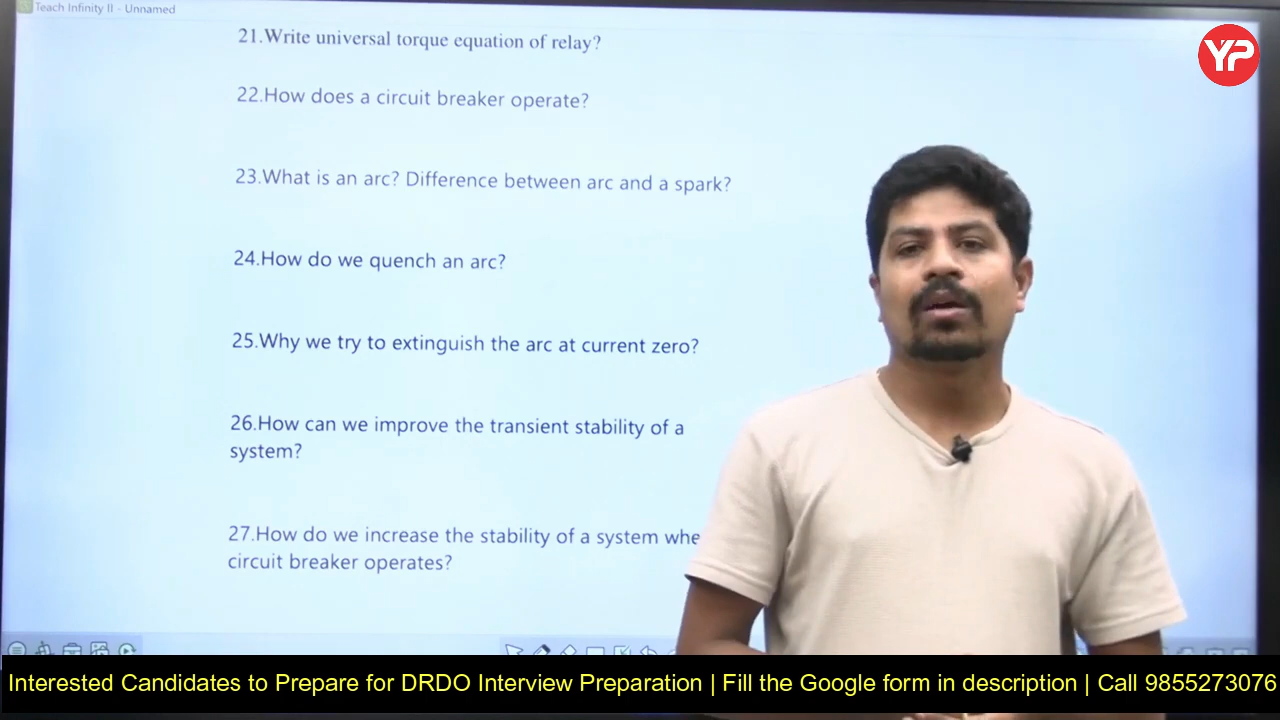 Teach Infinity II - Unnamed
YP
21.Write universal torque equation of relay?
22.How does a circuit breaker operate?
23.What is an arc? Difference between arc and a spark?
24.How do we quench an arc?
25.Why we try to extinguish the arc at current zero?
26.How can we improve the transient stability of a
system?
27.How do we increase the stability of a system whe
circuit breaker operates?
Interested Candidates to Prepare for DRDO Interview Preparation | Fill the Google form in description | Call 9855273076